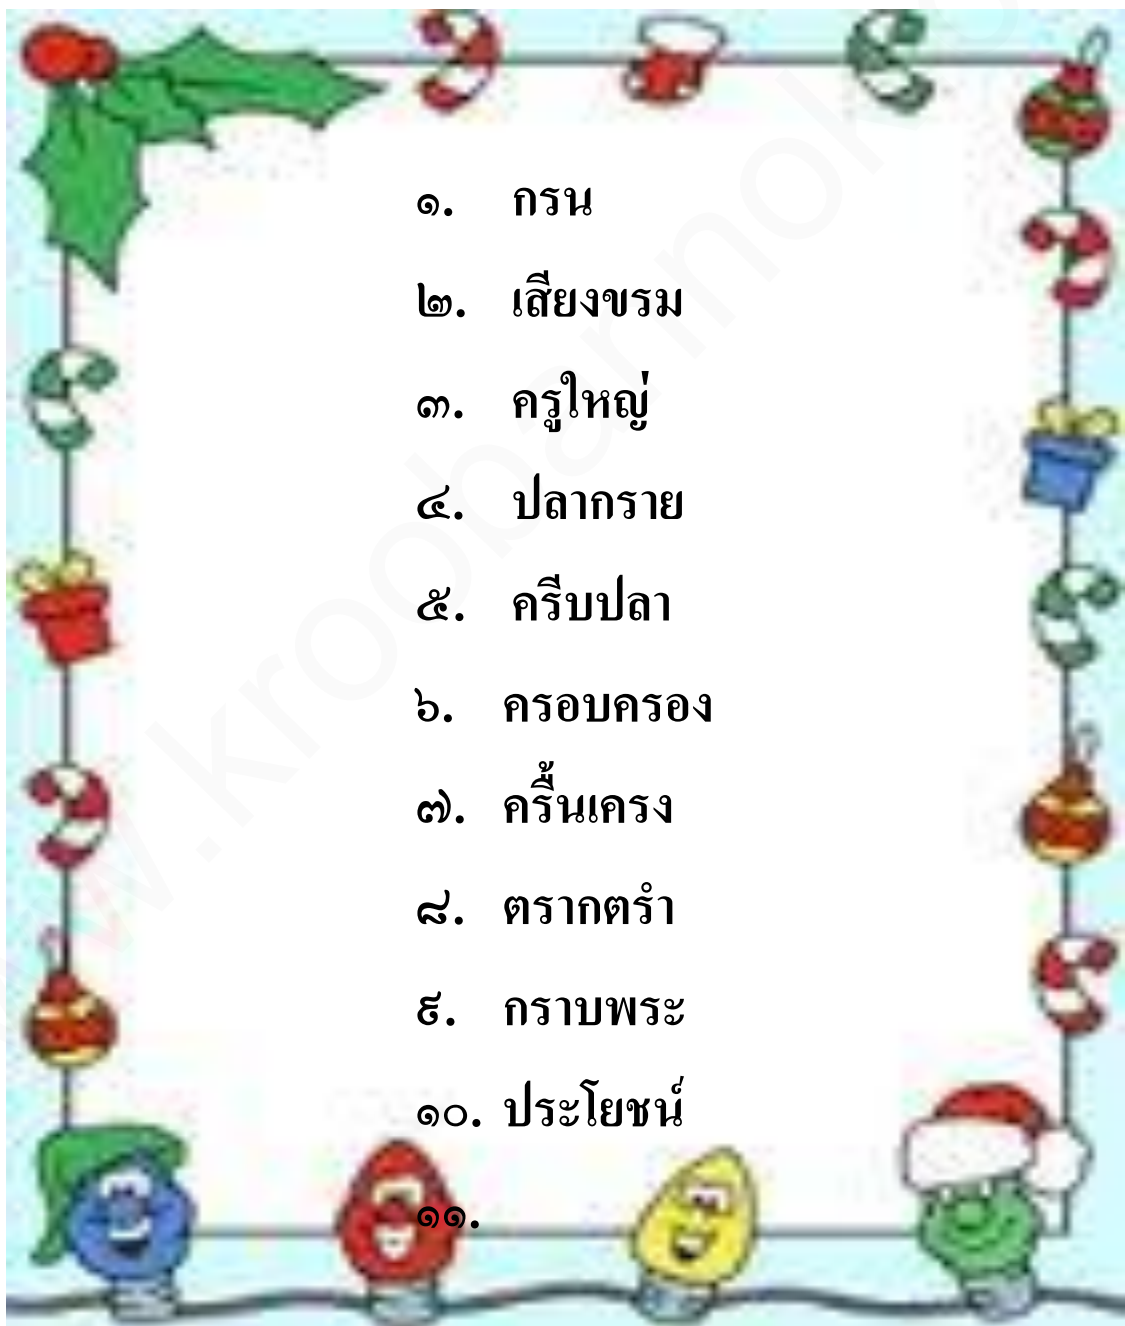 ๑. กรน
๒. เสียงขรม
๓. ครูใหญ่
๔. ปลากราย
๕. ครีบปลา
๖. ครอบครอง
๗. ครื้นเครง
๘. ตรากตรำ
๙. กราบพระ
๑๐. ประโยชน์
๑๑.